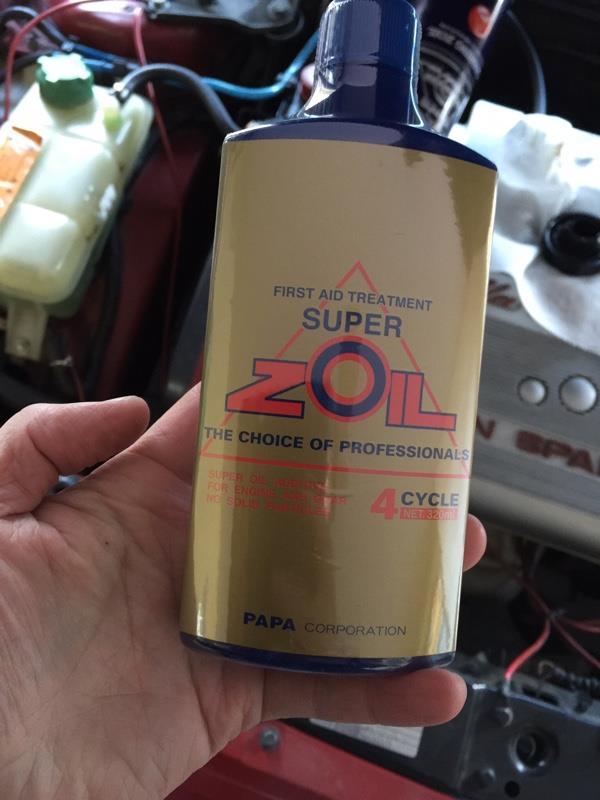 FIRST AID TREATMENT
SUPER
ZOIL
THE CHOICE OF PROFESSIONALS
SUPER OIL ADDITIVE
FOR ENGINE AND GEAR
NO SOLID PARTICLES
4 CYCLE
NET.320ml
PAPA CORPORATION
N SPA